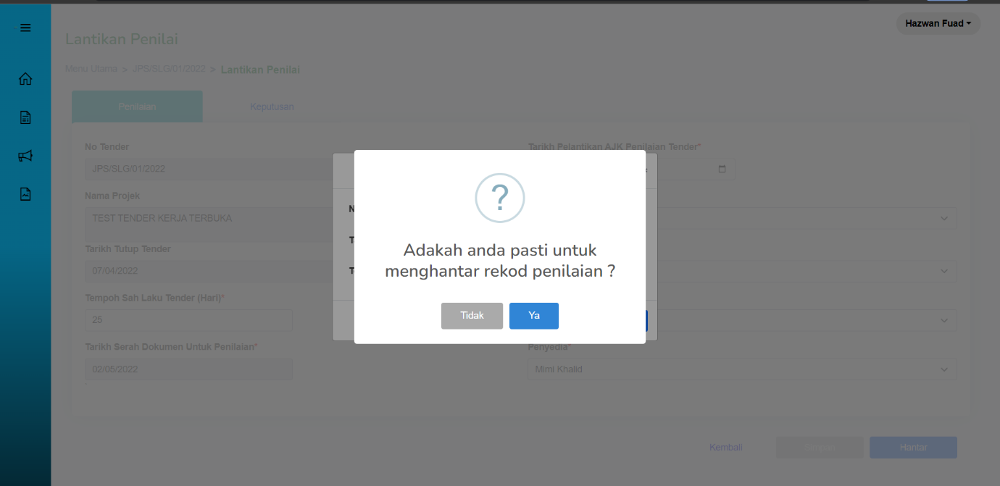 Hazwan Fuad
Lantikan Penilai
Menu Utama > JPS/SLG/01/2022 > Lantikan Penilai
Penilaian
Keputusan
No Tender
JPS/SLG/01/2022
Nama Projek
TEST TENDER KERJA TERBUKA
Tarikh Tutup Tender
07/04/2022
Tempoh Sah Laku Tender (Hari)*
25
Tarikh Serah Dokumen Untuk Penilaian*
02/05/2022
Tarikh Pelantikan AJK Penilaian Tender*
?
Adakah anda pasti untuk
menghantar rekod penilaian ?
Tidak
Ya
Penyedia*
Mimi Khalid
Kembali
Simpan
Hantar